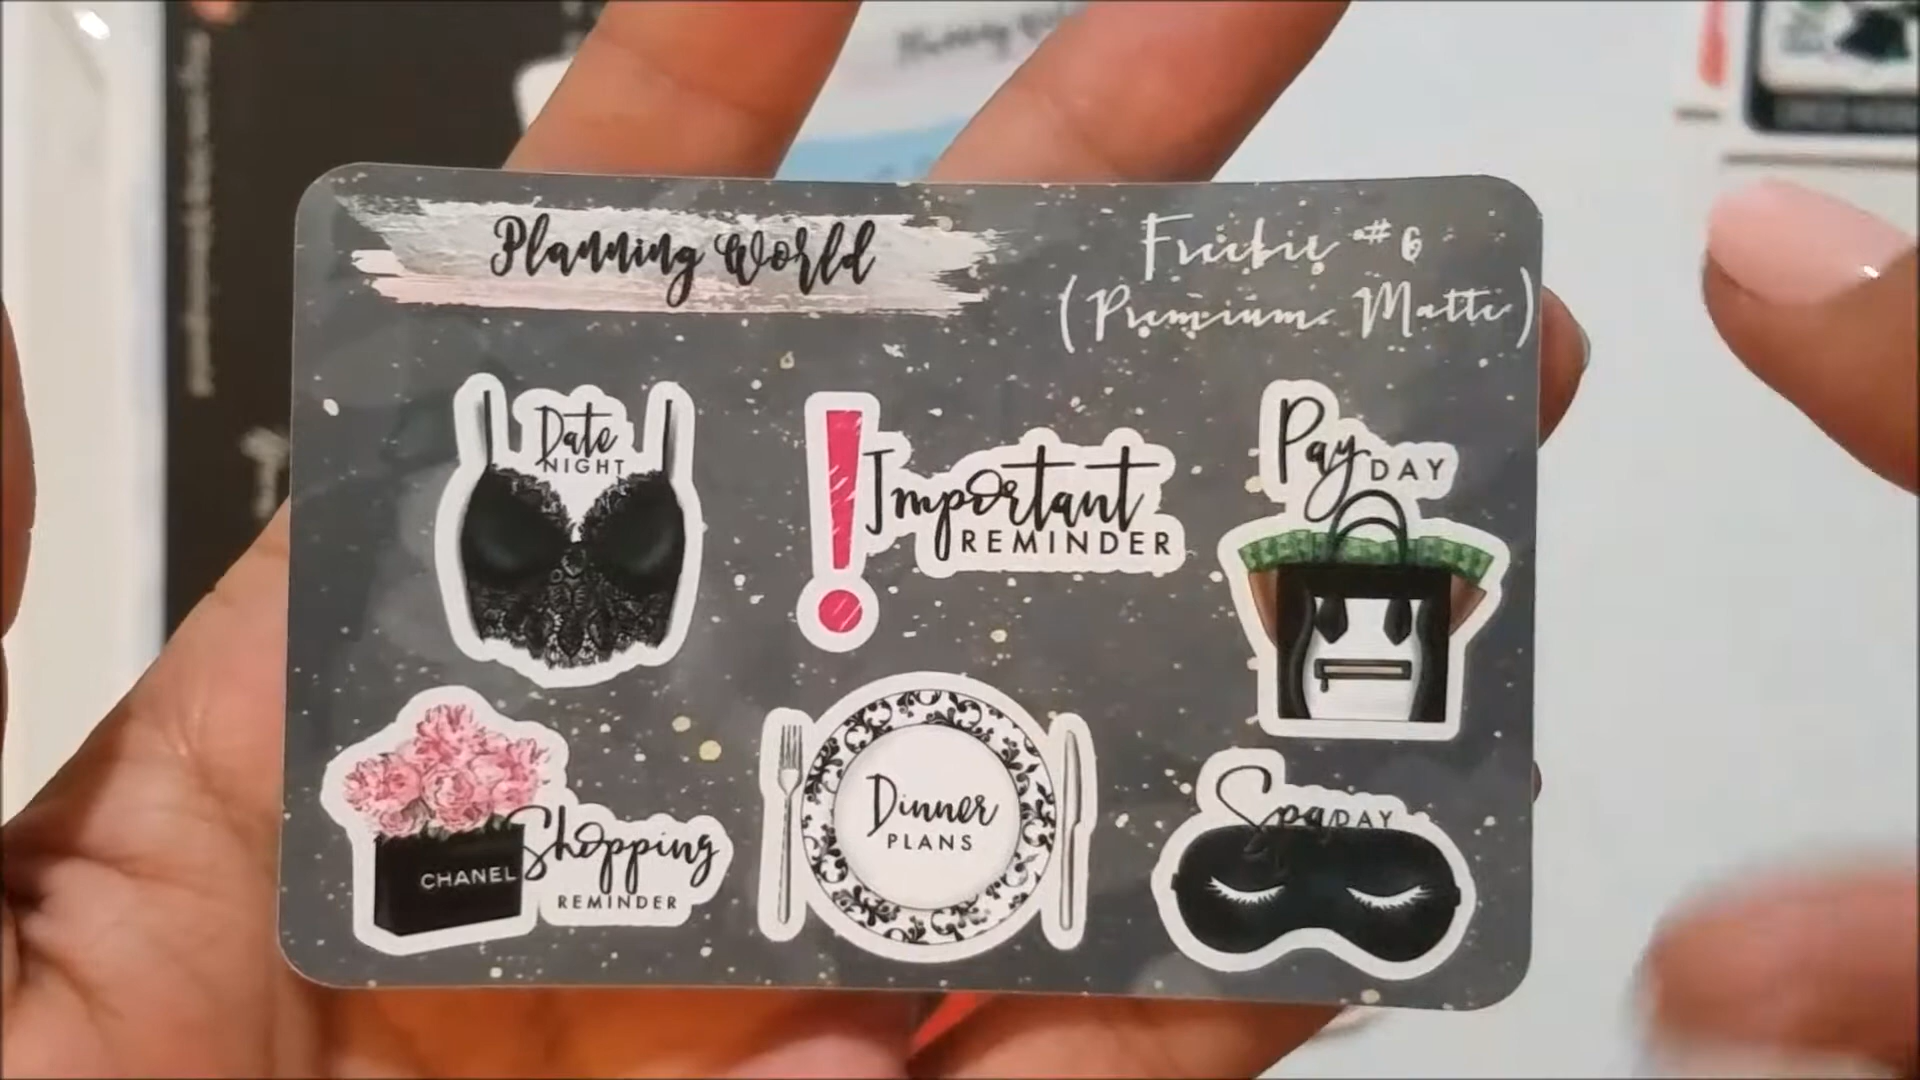 Planning World
Freebie #6
(Premium Matte)
Date
NIGHT
Important
REMINDER
Pay DAY
CHANEL
Shopping
REMINDER
Dinner
PLANS
Spa DAY